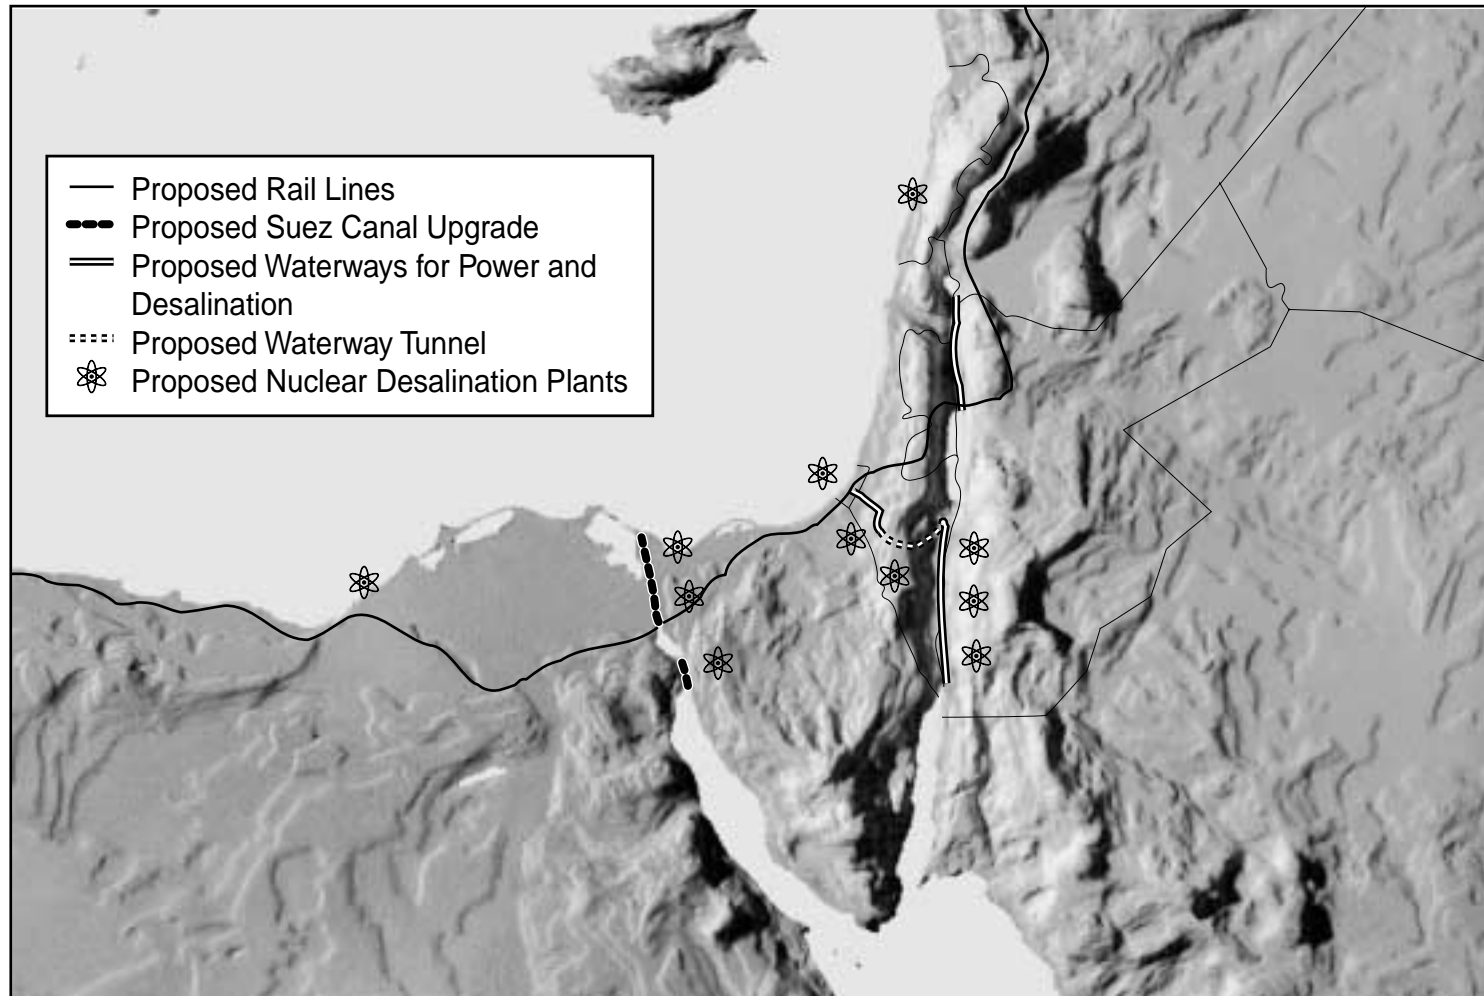 Proposed Rail Lines
Proposed Suez Canal Upgrade
Proposed Waterways for Power and
Desalination
Proposed Waterway Tunnel
Proposed Nuclear Desalination Plants